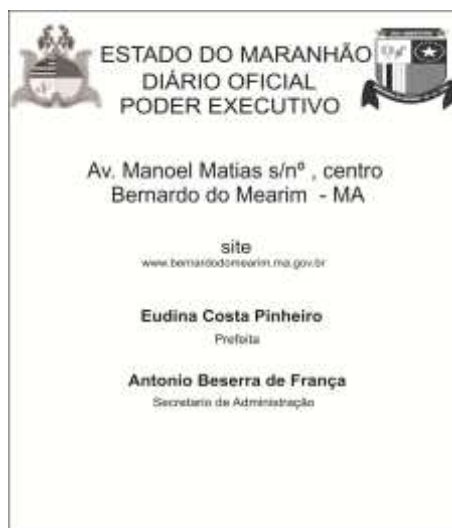 ESTADO DO MARANHÃO
DIÁRIO OFICIAL
PODER EXECUTIVO
Av. Manoel Matias s/nº , centro
Bernardo do Mearim - MA
site
www.bernardodomearim.ma.gov.br
Eudina Costa Pinheiro
Prefeita
Antonio Beserra de França
Secretario de Administração